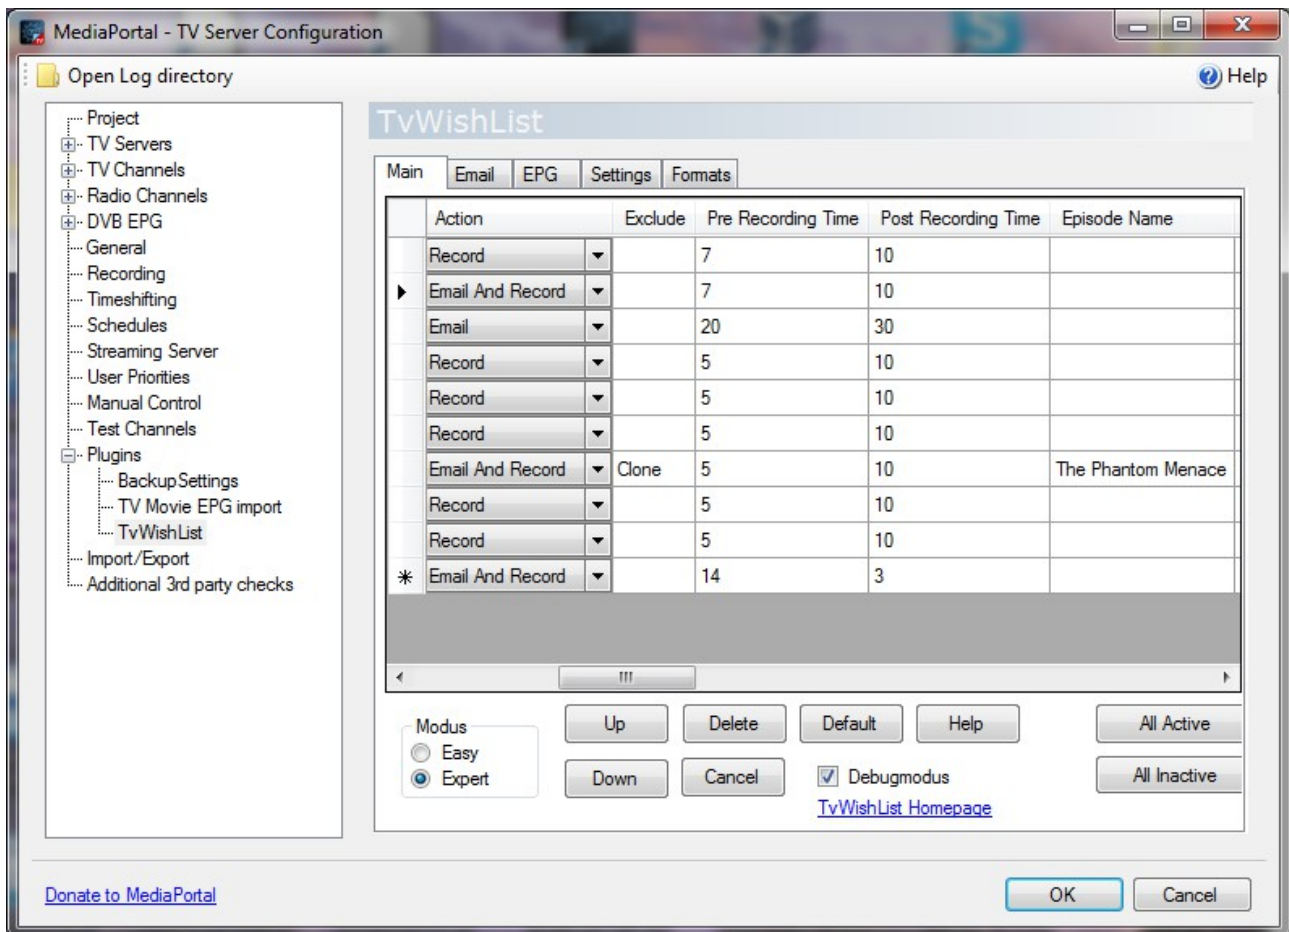 MediaPortal - TV Server Configuration
Open Log directory
Help
Project
TV Servers
TV Channels
Radio Channels
DVB EPG
General
Recording
Timeshifting
Schedules
Streaming Server
User Priorities
Manual Control
Test Channels
Plugins
BackupSettings
TV Movie EPG import
TvWishList
Import/Export
Additional 3rd party checks
TvWishList
Main Email EPG Settings Formats
Action Exclude Pre Recording Time Post Recording Time Episode Name
Record 7 10
Email And Record 7 10
Email 20 30
Record 5 10
Record 5 10
Record 5 10
Email And Record Clone 5 10 The Phantom Menace
Record 5 10
Record 5 10
Email And Record 14 3
Modus
Easy
Expert
Up Delete Default Help All Active
Down Cancel Debugmodus All Inactive
TvWishList Homepage
Donate to MediaPortal
OK Cancel